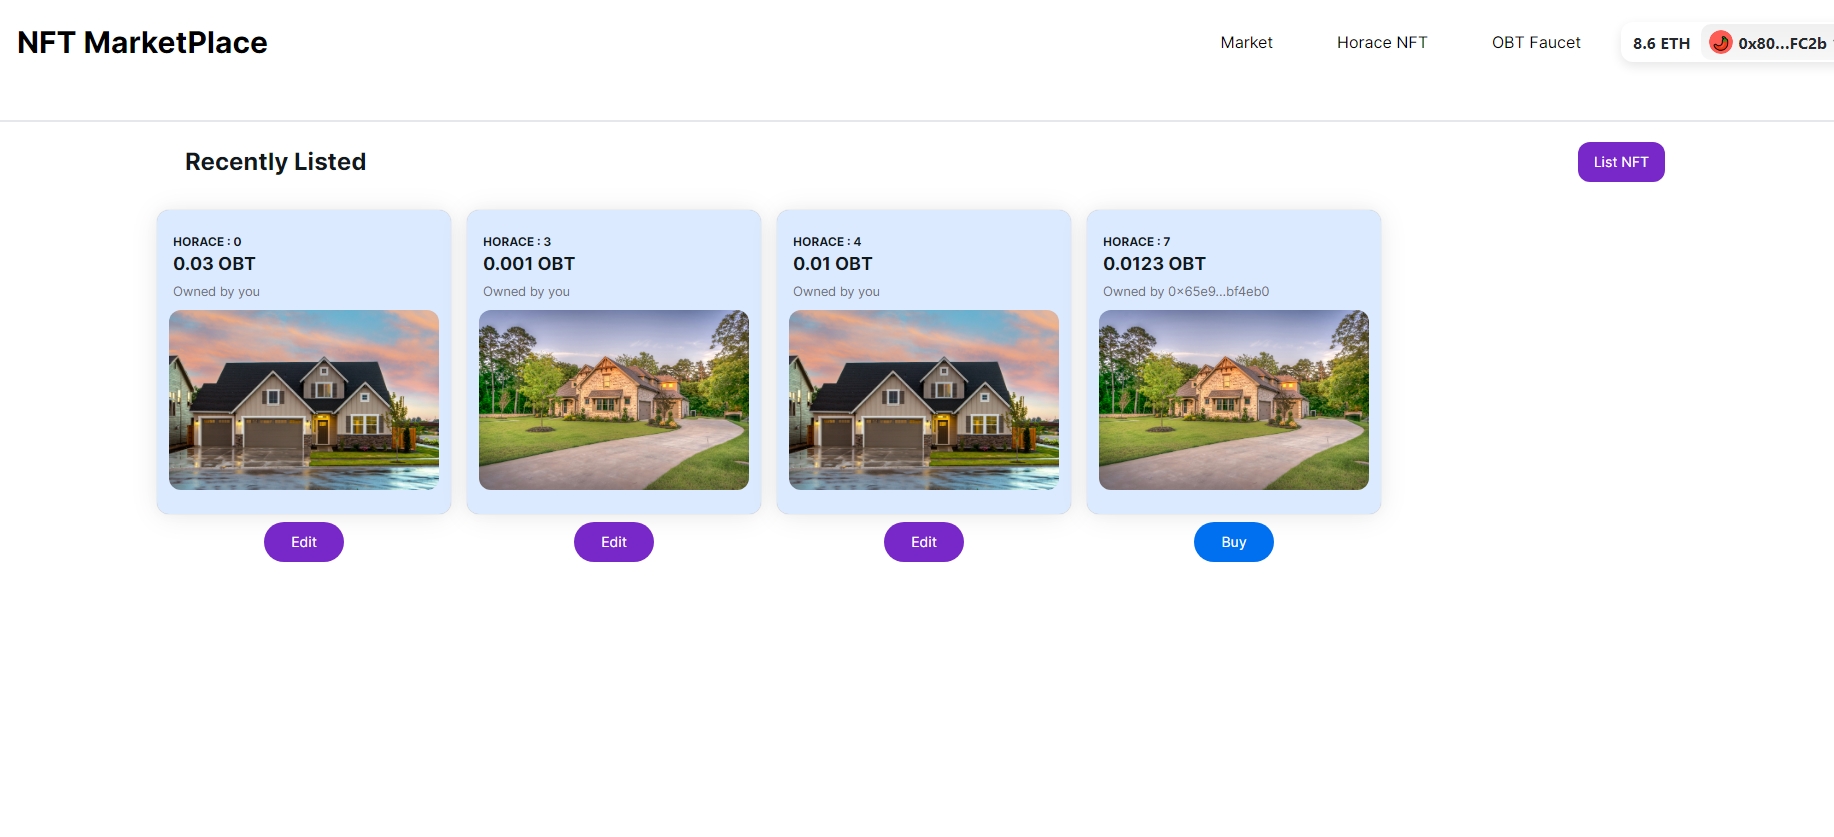 NFT MarketPlace
Market
Horace NFT
OBT Faucet
8.6 ETH
0x80...FC2b
Recently Listed
List NFT
HORACE : 0
0.03 OBT
Owned by you
Edit
HORACE : 3
0.001 OBT
Owned by you
Edit
HORACE : 4
0.01 OBT
Owned by you
Edit
HORACE : 7
0.0123 OBT
Owned by 0x65e9...bf4eb0
Buy